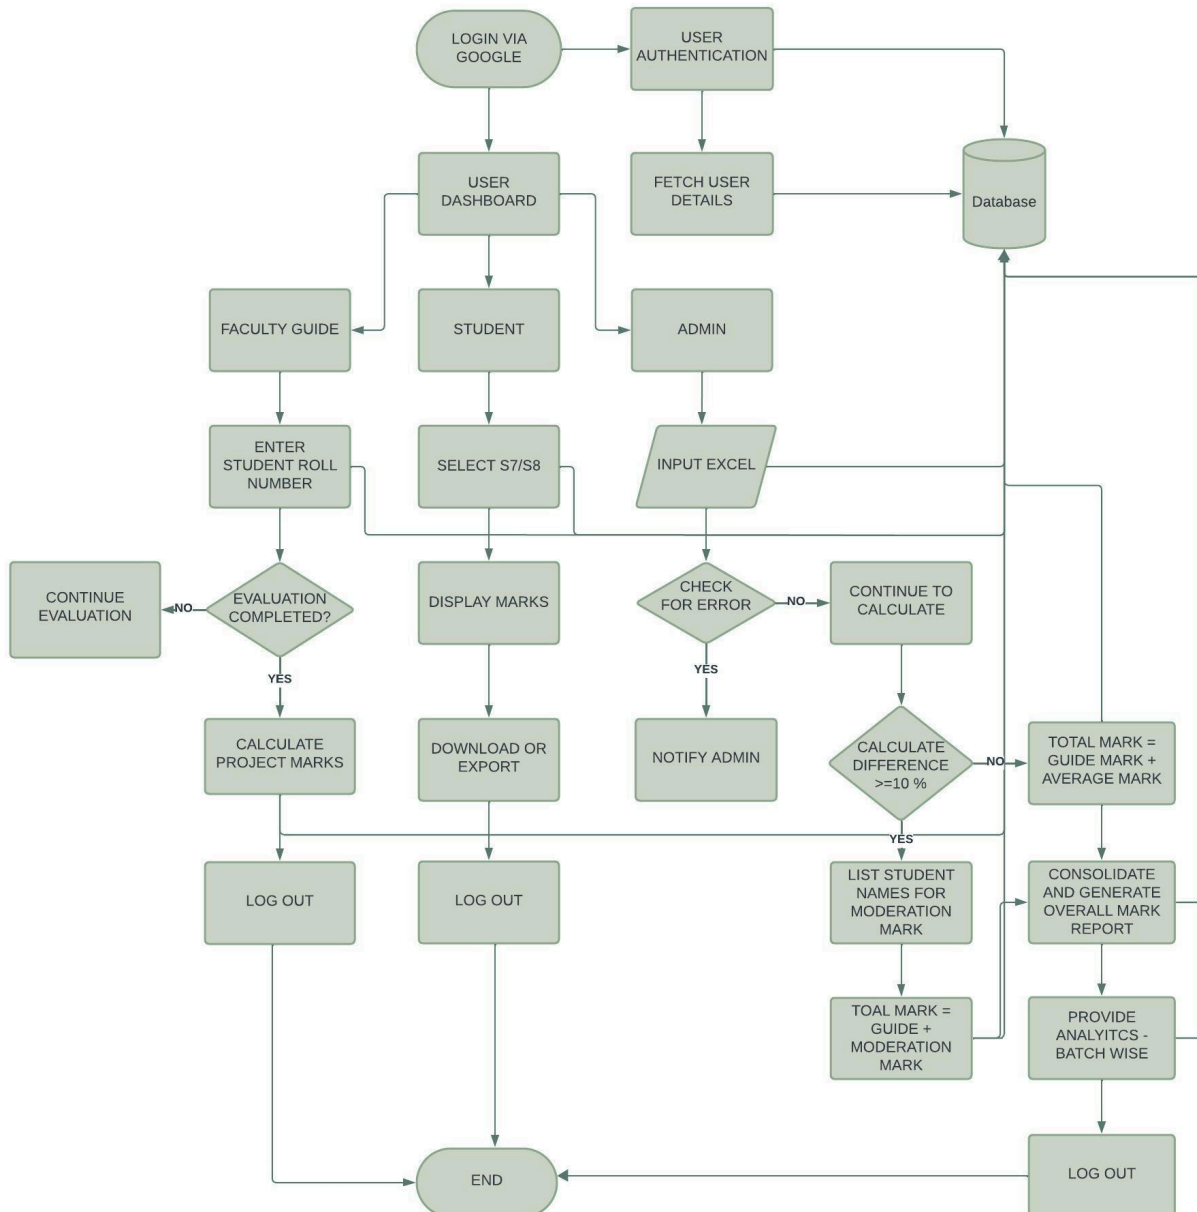 LOGIN VIA
GOOGLE
USER
AUTHENTICATION
USER
DASHBOARD
FETCH USER
DETAILS
Database
FACULTY GUIDE
STUDENT
ADMIN
ENTER
STUDENT ROLL
NUMBER
SELECT S7/S8
INPUT EXCEL
CONTINUE
EVALUATION
NO
EVALUATION
COMPLETED?
DISPLAY MARKS
CHECK
FOR ERROR
NO
CONTINUE TO
CALCULATE
YES
YES
CALCULATE
PROJECT MARKS
DOWNLOAD OR
EXPORT
NOTIFY ADMIN
CALCULATE
DIFFERENCE
>=10 %
NO
TOTAL MARK =
GUIDE MARK +
AVERAGE MARK
YES
LOG OUT
LOG OUT
LIST STUDENT
NAMES FOR
MODERATION
MARK
CONSOLIDATE
AND GENERATE
OVERALL MARK
REPORT
TOAL MARK =
GUIDE +
MODERATION
MARK
PROVIDE
ANALYITCS -
BATCH WISE
END
LOG OUT